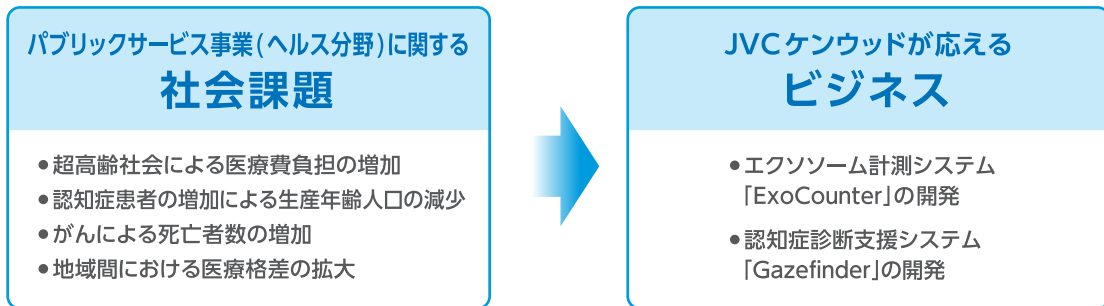 パブリックサービス事業(ヘルス分野)に関する
社会課題
●超高齢社会による医療費負担の増加
●認知症患者の増加による生産年齢人口の減少
●がんによる死亡者数の増加
●地域間における医療格差の拡大
JVCケンウッドが応える
ビジネス
●エクソソーム計測システム
「ExoCounter」の開発
●認知症診断支援システム
「Gazefinder」の開発